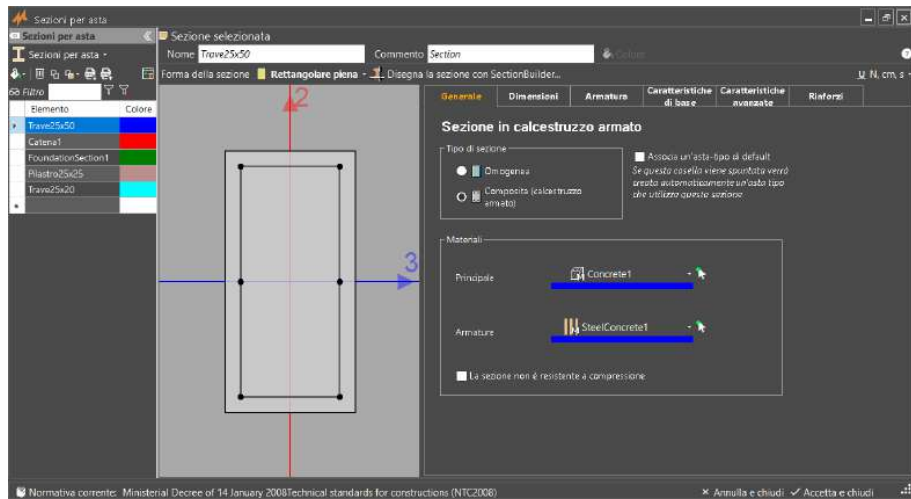 Sezioni per asta
Sezioni per asta
Sezione selezionata
Sezioni per asta
Nome Trave25x50
Commento Section
Forma della sezione Rettangolare piena
Disegna la sezione con SectionBuilder...
U N, cm, s
Filtro
Elemento Colore
Trave25x50
Catena1
FoundationSection1
Pilastro25x25
Trave25x20
2
3
Generale
Dimensioni
Armatura
Caratteristiche di base
Caratteristiche avanzate
Rinforzi
Sezione in calcestruzzo armato
Tipo di sezione
Omogenea
Composita (calcestruzzo
armato)
Associa un'asta-tipo di default
Se questa casella viene spuntata verrà
creata automaticamente un'asta tipo
che utilizza questa sezione
Materiali
Principale
Concrete1
Armature
SteelConcrete1
La sezione non è resistente a compressione
Normativa corrente: Ministerial Decree of 14 January 2008Technical standards for constructions (NTC2008)
Annulla e chiudi
Accetta e chiudi